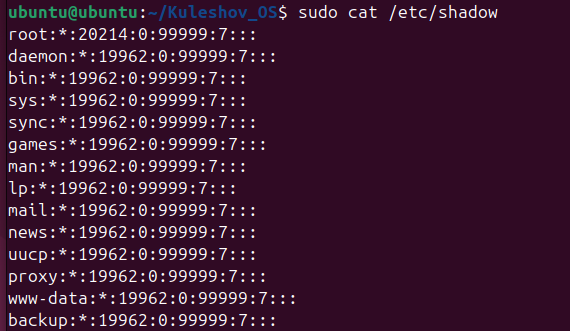 ubuntu@ubuntu:~/Kuleshov_OS$ sudo cat /etc/shadow
root:*:20214:0:99999:7:::
daemon:*:19962:0:99999:7:::
bin:*:19962:0:99999:7:::
sys:*:19962:0:99999:7:::
sync:*:19962:0:99999:7:::
games:*:19962:0:99999:7:::
man:*:19962:0:99999:7:::
lp:*:19962:0:99999:7:::
mail:*:19962:0:99999:7:::
news:*:19962:0:99999:7:::
uucp:*:19962:0:99999:7:::
proxy:*:19962:0:99999:7:::
www-data:*:19962:0:99999:7:::
backup:*:19962:0:99999:7:::